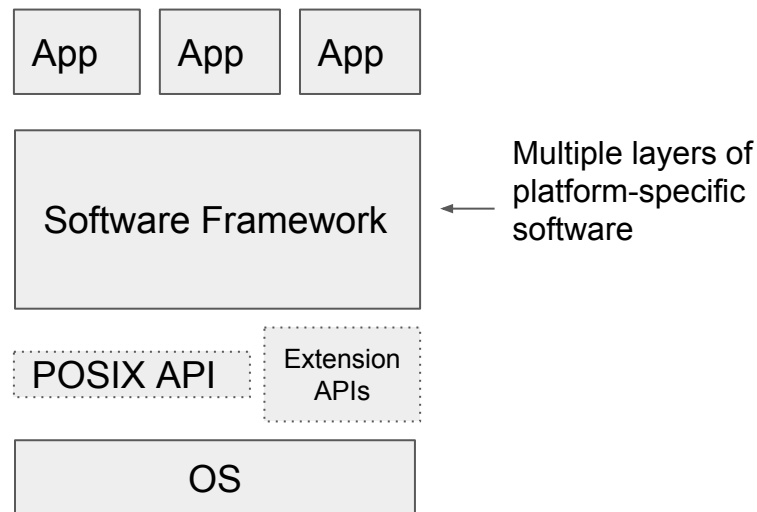 App App App
Software Framework
Multiple layers of
platform-specific
software
POSIX API
Extension
APIs
OS